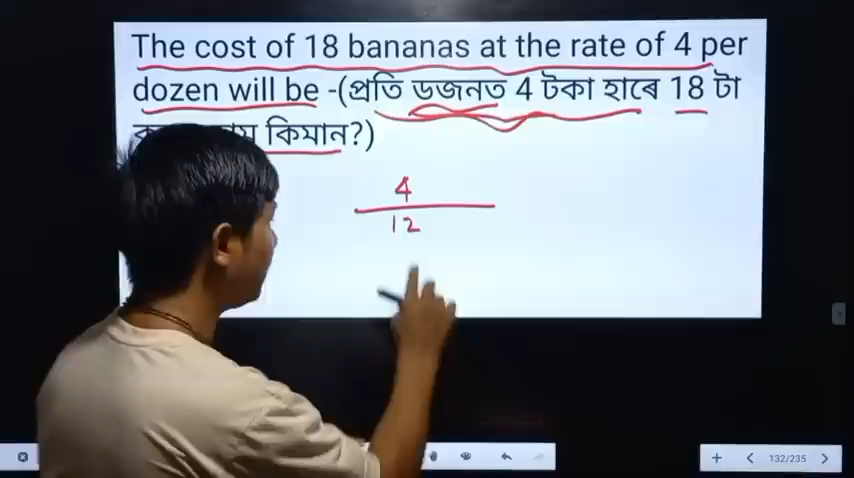 The cost of 18 bananas at the rate of 4 per
dozen will be -(প্ৰতি ডজনত 4 টকা হাৰে 18 টা
কিমান?)
4
12
132/235